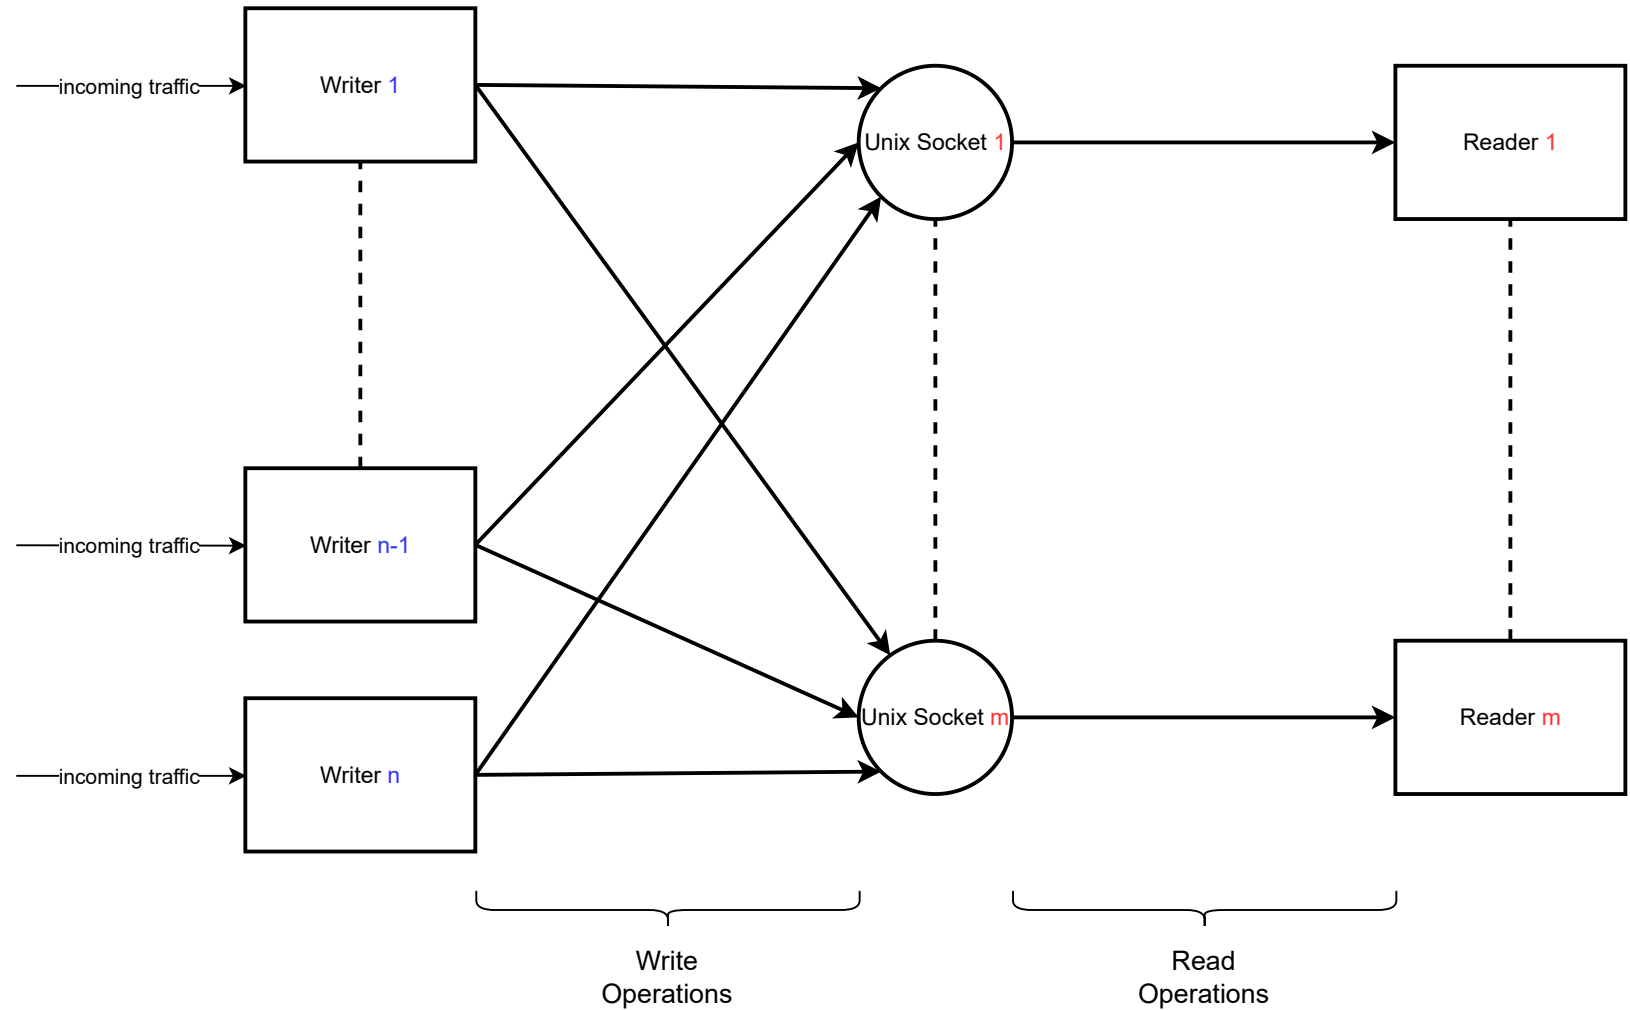 incoming traffic
Writer 1
Unix Socket 1
Reader 1
incoming traffic
Writer n-1
incoming traffic
Writer n
Unix Socket m
Reader m
Write
Operations
Read
Operations